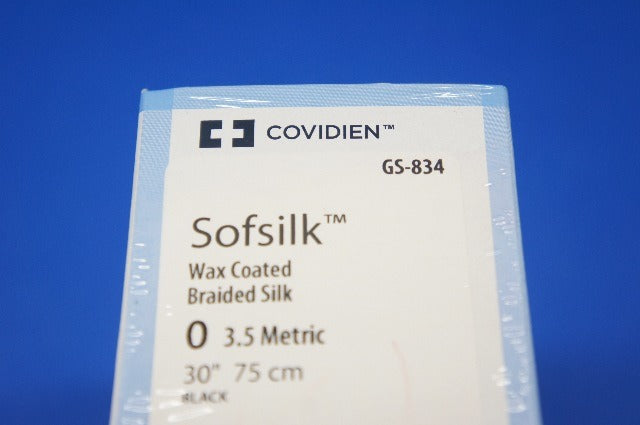 COVIDIEN™
GS-834
Sofsilk™
Wax Coated
Braided Silk
0 3.5 Metric
30" 75 cm
BLACK